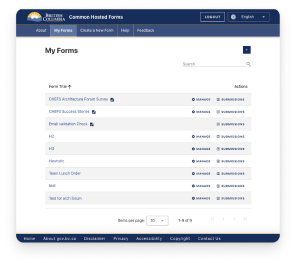 BRITISH COLUMBIA Common Hosted Forms LOGOUT English
About My Forms Create a New Form Help Feedback
My Forms
Search
Form Title Actions
CHEFS Architecture Forum Survey MANAGE SUBMISSIONS
CHEFS Success Stories MANAGE SUBMISSIONS
Email validation Check MANAGE SUBMISSIONS
MANAGE SUBMISSIONS
MANAGE SUBMISSIONS
MANAGE SUBMISSIONS
Team Lunch Order MANAGE SUBMISSIONS
test MANAGE SUBMISSIONS
Test for arch forum MANAGE SUBMISSIONS
Items per page: 10 1-9 of 9
Home About gov.bc.ca Disclaimer Privacy Accessibility Copyright Contact Us